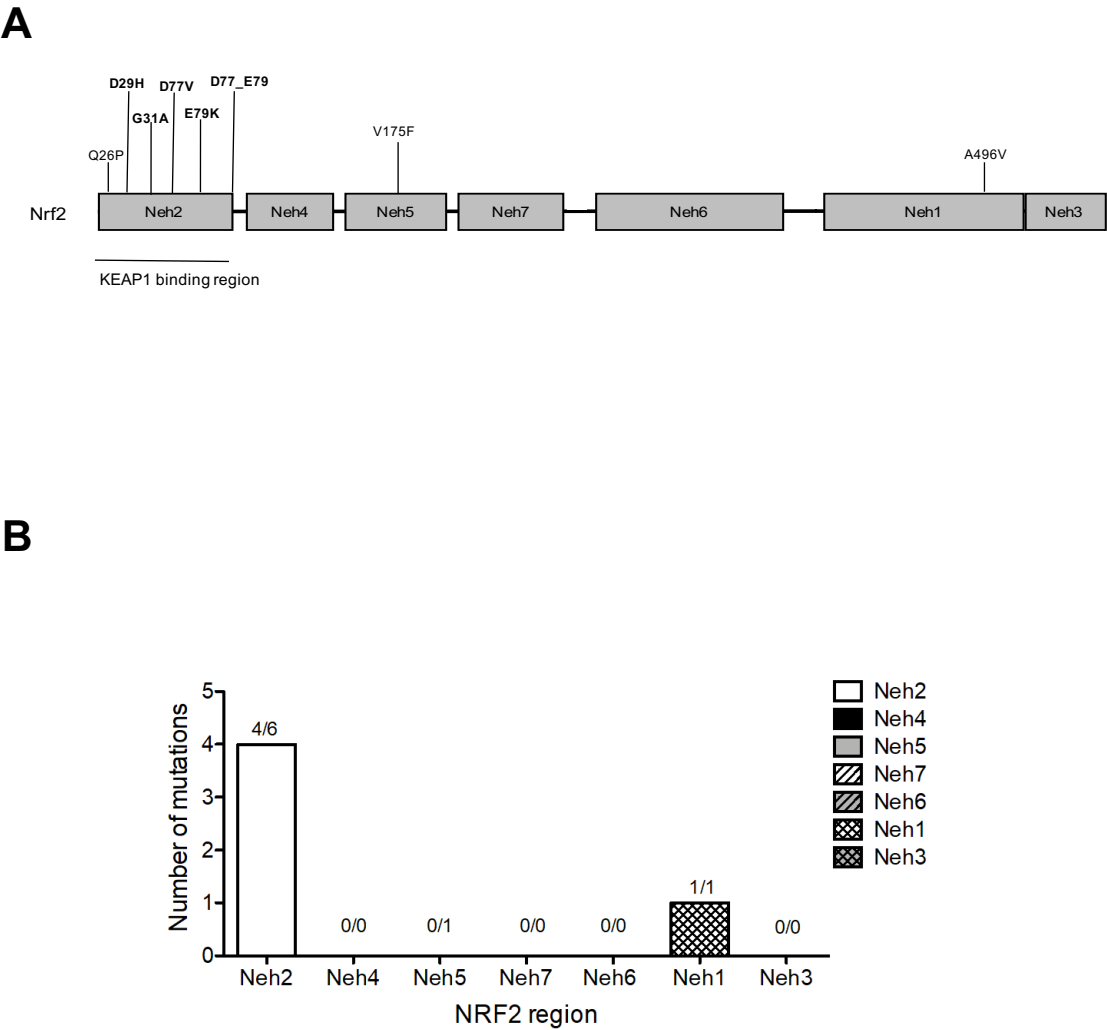 A
D29H D77V D77_E79
G31A E79K
Q26P V175F A496V
Nrf2 Neh2 Neh4 Neh5 Neh7 Neh6 Neh1 Neh3
KEAP1 binding region
B
Number of mutations
5
4
3
2
1
0
4/6 0/0 0/1 0/0 0/0 1/1 0/0
Neh2 Neh4 Neh5 Neh7 Neh6 Neh1 Neh3
NRF2 region
Neh2
Neh4
Neh5
Neh7
Neh6
Neh1
Neh3